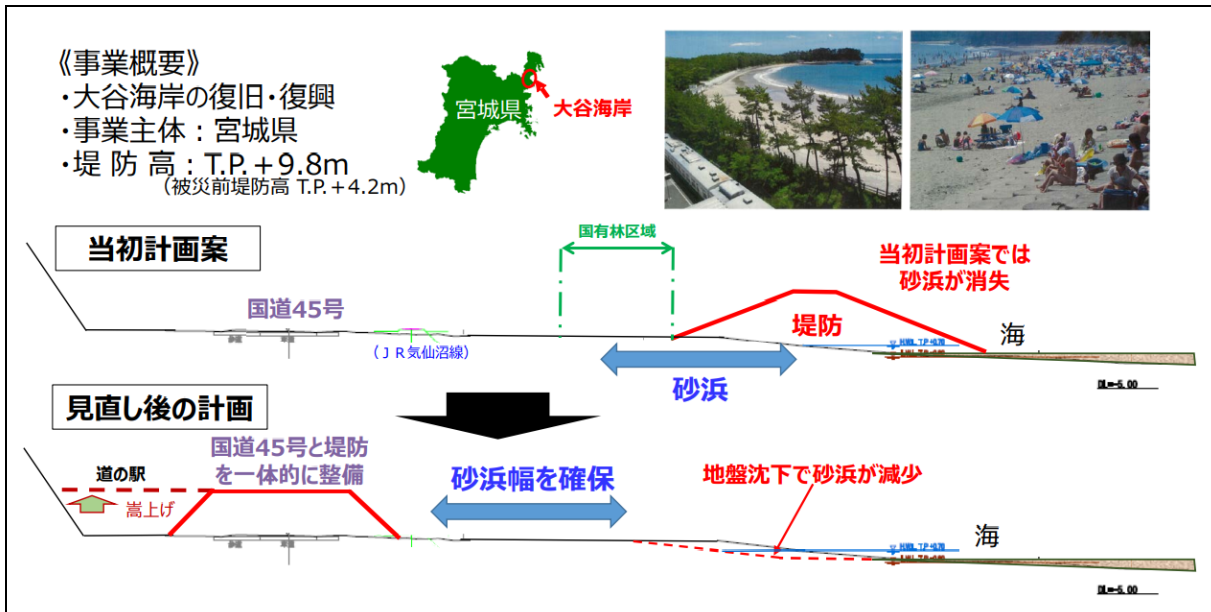 《事業概要》
・大谷海岸の復旧・復興
・事業主体:宮城県
・堤 防 高:T.P.+9.8m
(被災前堤防高 T.P.+4.2m)
宮城県
大谷海岸
当初計画案
国道45号
(JR気仙沼線)
国有林区域
当初計画案では
砂浜が消失
堤防
海
砂浜
DL=-5.00
見直し後の計画
道の駅
嵩上げ
国道45号と堤防
を一体的に整備
砂浜幅を確保
地盤沈下で砂浜が減少
海
DL=-5.00